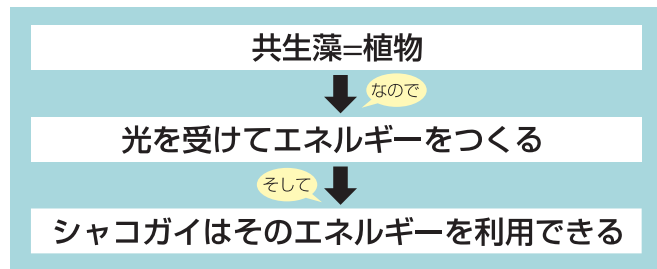 共生藻=植物
なので
光を受けてエネルギーをつくる
そして
シャコガイはそのエネルギーを利用できる